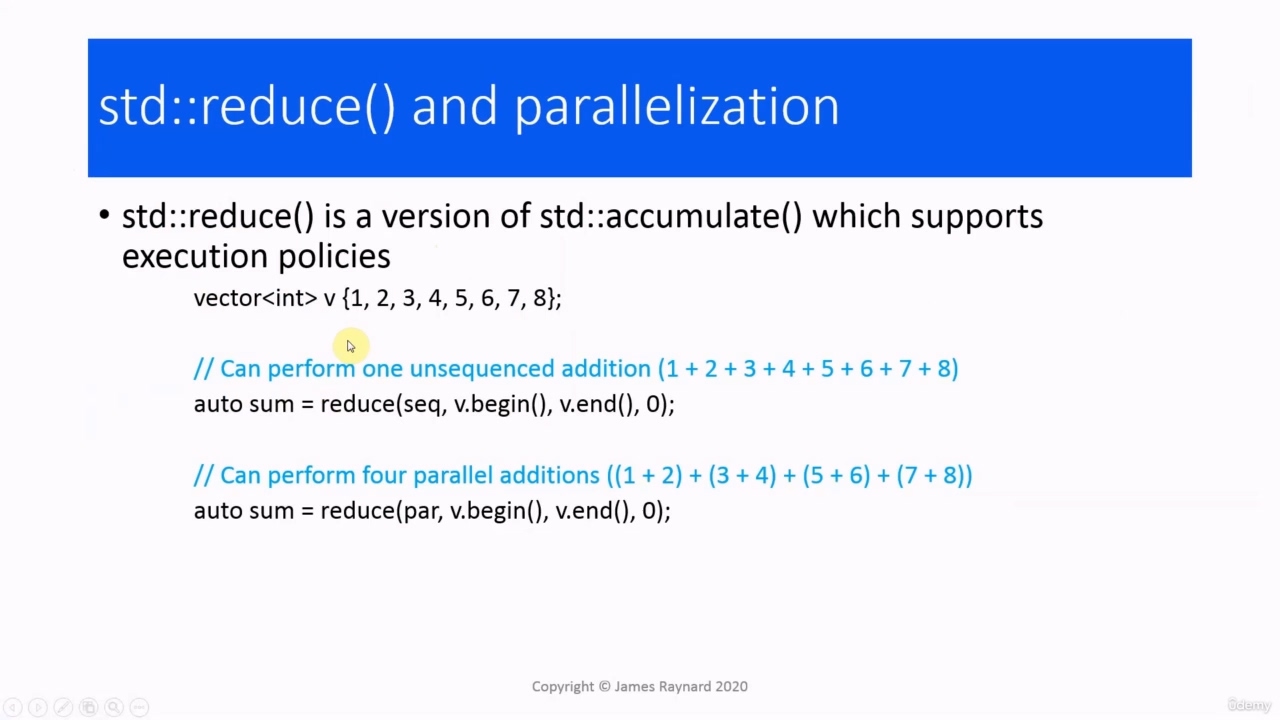 std::reduce() and parallelization
• std::reduce() is a version of std::accumulate() which supports
execution policies
vector<int> v {1, 2, 3, 4, 5, 6, 7, 8};
// Can perform one unsequenced addition (1 + 2 + 3 + 4 + 5 + 6 + 7 + 8)
auto sum = reduce(seq, v.begin(), v.end(), 0);
// Can perform four parallel additions ((1 + 2) + (3 + 4) + (5 + 6) + (7 + 8))
auto sum = reduce(par, v.begin(), v.end(), 0);
Copyright © James Raynard 2020
ûdemy